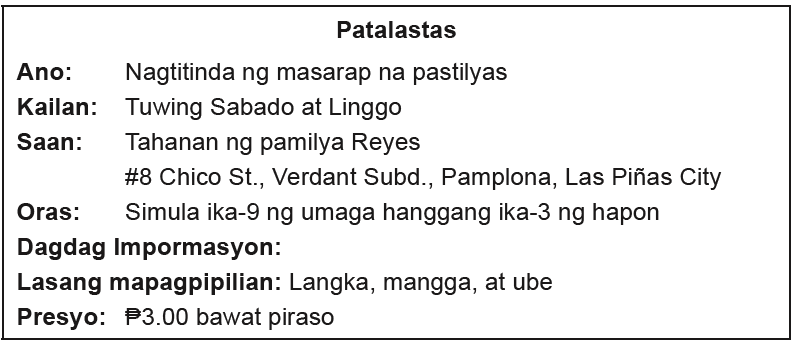 Patalastas
Ano: Nagtitinda ng masarap na pastilyas
Kailan: Tuwing Sabado at Linggo
Saan: Tahanan ng pamilya Reyes
#8 Chico St., Verdant Subd., Pamplona, Las Piñas City
Oras: Simula ika-9 ng umaga hanggang ika-3 ng hapon
Dagdag Impormasyon:
Lasang mapagpipilian: Langka, mangga, at ube
Presyo: ₱3.00 bawat piraso